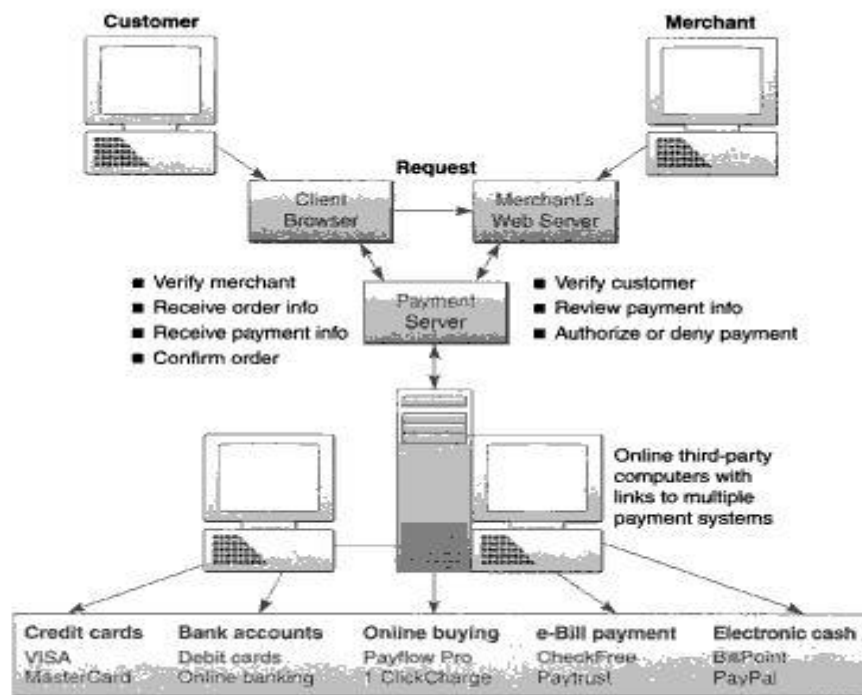 Customer
Merchant
Request
Client
Browser
Merchant's
Web Server
■ Verify merchant
■ Receive order info
■ Receive payment info
■ Confirm order
Payment
Server
■ Verify customer
■ Review payment info
■ Authorize or deny payment
Online third-party
computers with
links to multiple
payment systems
Credit cards
VISA
MasterCard
Bank accounts
Debit cards
Online banking
Online buying
Payflow Pro
1 ClickCharge
e-Bill payment
CheckFree
Paytrust
Electronic cash
BillPoint
PayPal